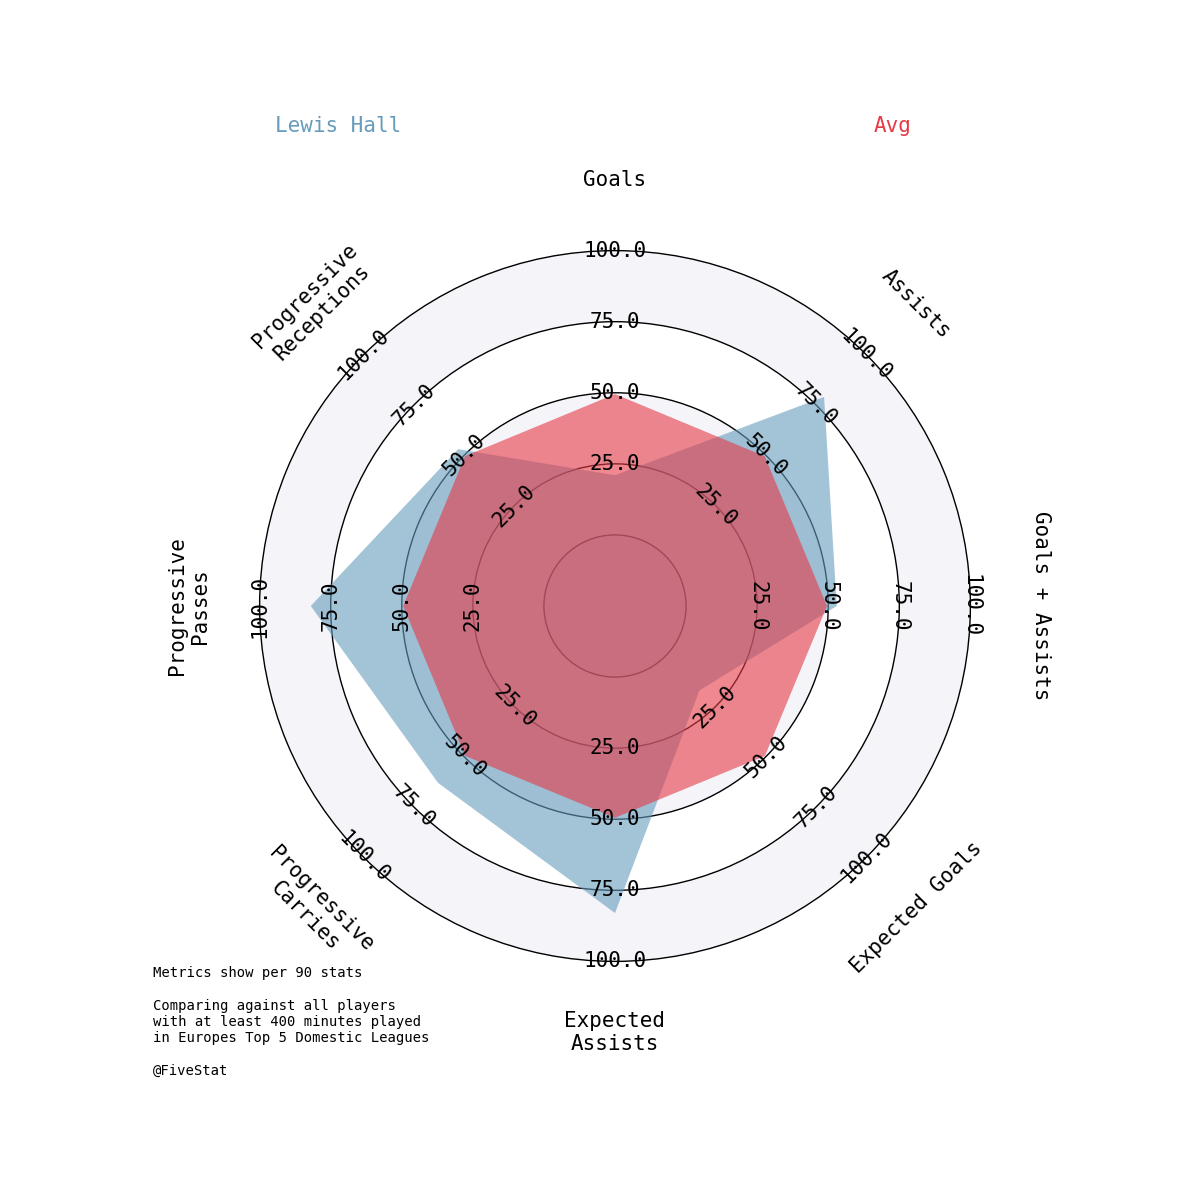 Lewis Hall
Avg
Goals
Assists
Goals + Assists
Expected Goals
Expected
Assists
Progressive
Carries
Progressive
Passes
Progressive
Receptions
25.0
50.0
75.0
100.0
25.0
50.0
75.0
100.0
25.0
50.0
75.0
100.0
25.0
50.0
75.0
100.0
25.0
50.0
75.0
100.0
25.0
50.0
75.0
100.0
25.0
50.0
75.0
100.0
25.0
50.0
75.0
100.0
Metrics show per 90 stats
Comparing against all players
with at least 400 minutes played
in Europes Top 5 Domestic Leagues
@FiveStat